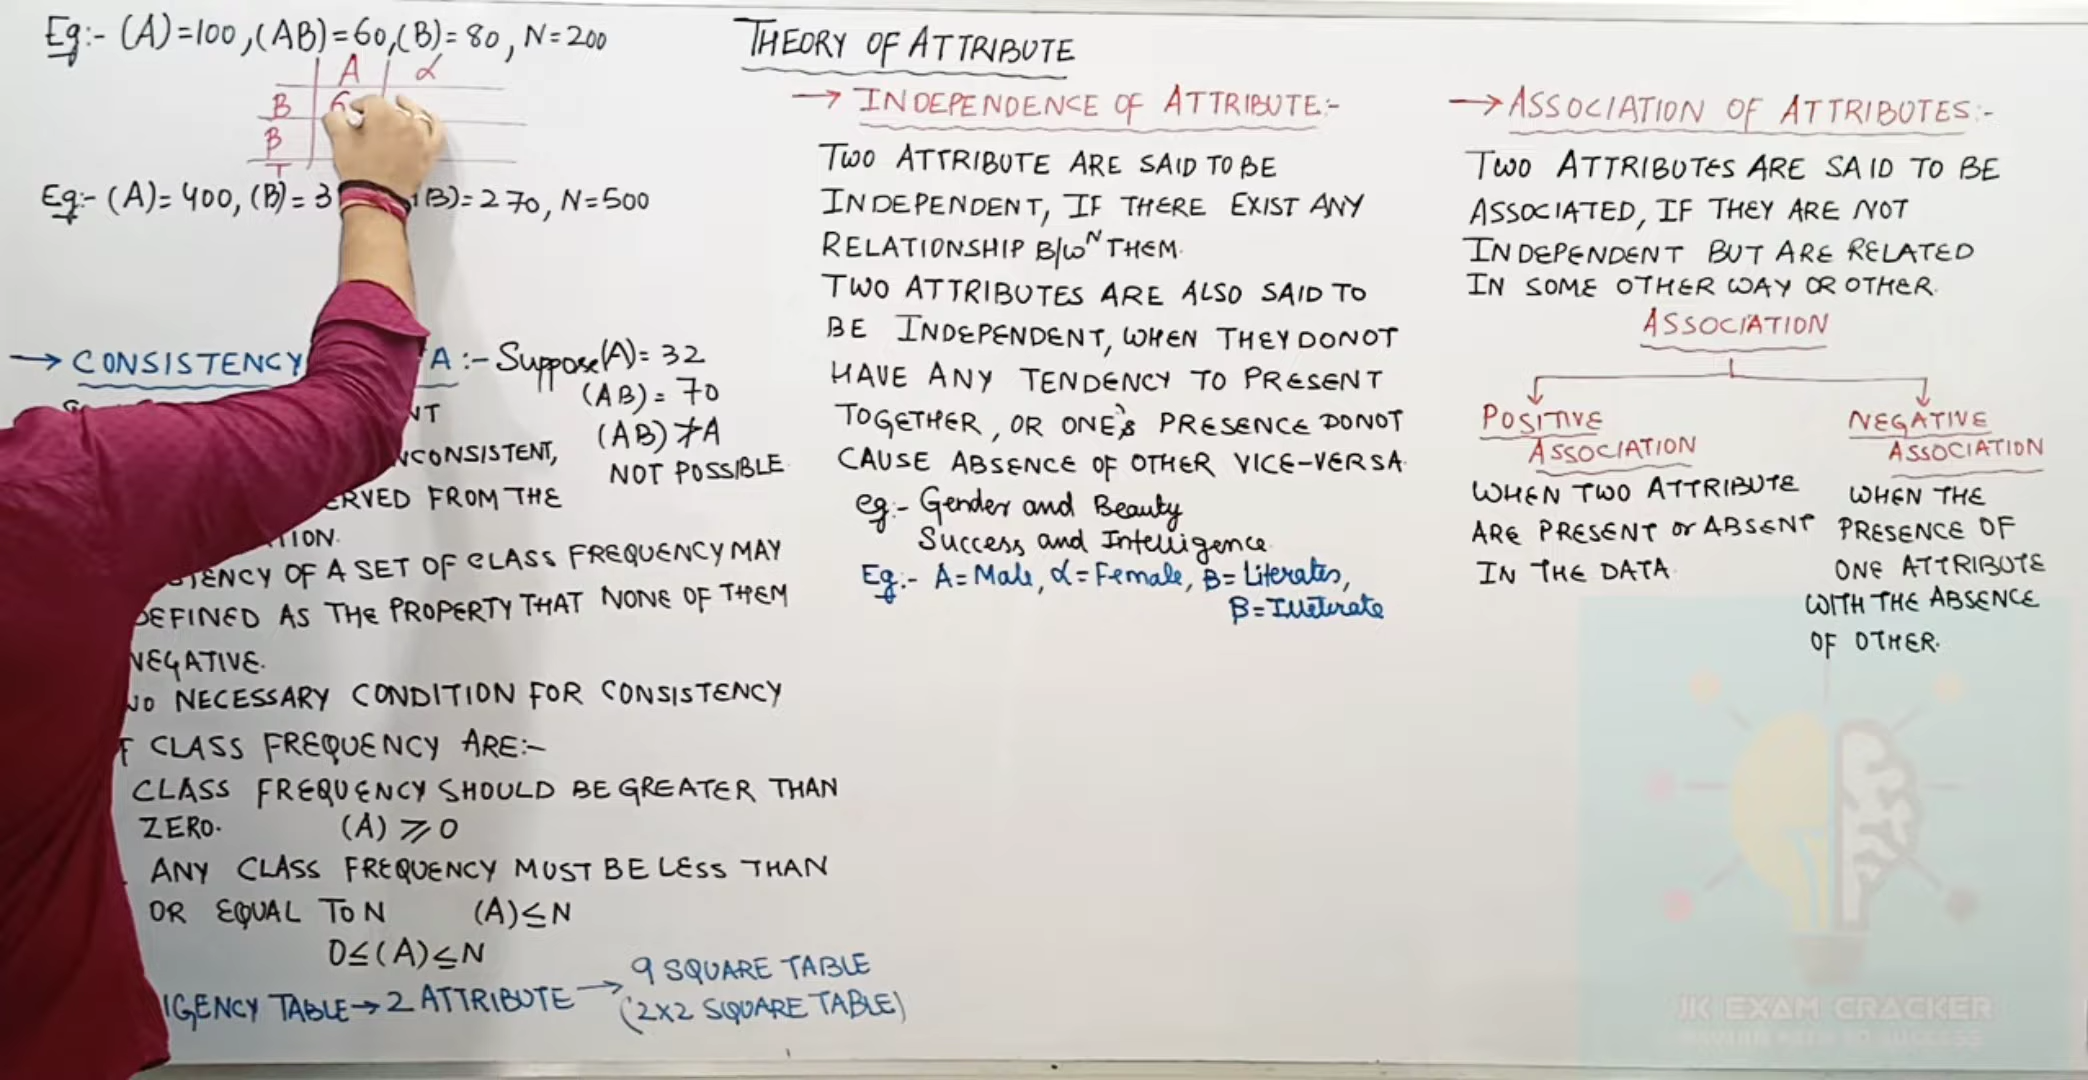 Eg:- (A)=100, (AB)=60, (B)=80, N=200
A α
B 6
β
T
Eg:- (A)=400, (B)=3 B)=270, N=500
→ CONSISTENCY A :- Suppose (A)=32
(AB)=70
NT (AB)≯A
NCONSISTENT, NOT POSSIBLE.
ERVED FROM THE
TION.
TENCY OF A SET OF CLASS FREQUENCY MAY
DEFINED AS THE PROPERTY THAT NONE OF THEM
NEGATIVE.
NECESSARY CONDITION FOR CONSISTENCY
F CLASS FREQUENCY ARE:-
CLASS FREQUENCY SHOULD BE GREATER THAN
ZERO. (A) ⩾ 0
ANY CLASS FREQUENCY MUST BE LESS THAN
OR EQUAL TO N (A)≤N
0≤(A)≤N
IGENCY TABLE → 2 ATTRIBUTE → 9 SQUARE TABLE
(2X2 SQUARE TABLE)
THEORY OF ATTRIBUTE
→ INDEPENDENCE OF ATTRIBUTE:-
TWO ATTRIBUTE ARE SAID TO BE
INDEPENDENT, IF THERE EXIST ANY
RELATIONSHIP B/Wᴺ THEM.
TWO ATTRIBUTES ARE ALSO SAID TO
BE INDEPENDENT, WHEN THEY DONOT
HAVE ANY TENDENCY TO PRESENT
TOGETHER, OR ONE'S PRESENCE DONOT
CAUSE ABSENCE OF OTHER VICE-VERSA.
eg:- Gender and Beauty
Success and Intelligence.
Eg:- A=Male, α=Female, B=Literates,
β=Illeterate
→ ASSOCIATION OF ATTRIBUTES:-
TWO ATTRIBUTES ARE SAID TO BE
ASSOCIATED, IF THEY ARE NOT
INDEPENDENT BUT ARE RELATED
IN SOME OTHER WAY OR OTHER.
ASSOCIATION
POSITIVE
ASSOCIATION
WHEN TWO ATTRIBUTE
ARE PRESENT or ABSENT
IN THE DATA.
NEGATIVE
ASSOCIATION
WHEN THE
PRESENCE OF
ONE ATTRIBUTE
WITH THE ABSENCE
OF OTHER.
JK EXAM CRACKER